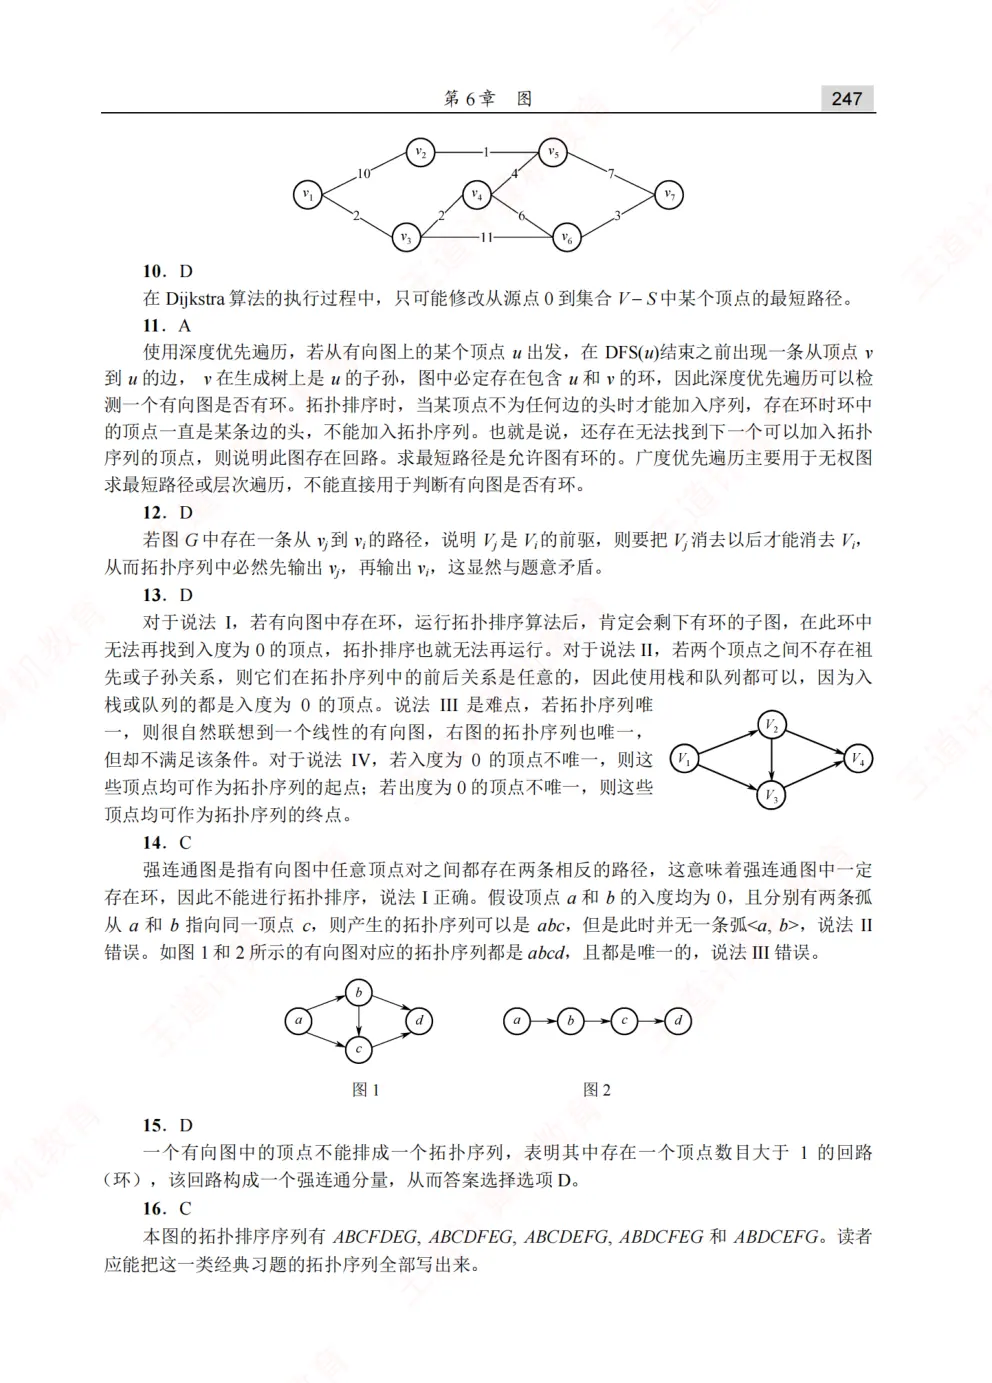 第6章 图
247
v2 1 v5
10 4 7
v1 v4 v7
2 2 6 3
v3 11 v6
10. D
在 Dijkstra 算法的执行过程中，只可能修改从源点 0 到集合 V − S 中某个顶点的最短路径。
11. A
使用深度优先遍历，若从有向图上的某个顶点 u 出发，在 DFS(u)结束之前出现一条从顶点 v
到 u 的边， v 在生成树上是 u 的子孙，图中必定存在包含 u 和 v 的环，因此深度优先遍历可以检
测一个有向图是否有环。拓扑排序时，当某顶点不为任何边的头时才能加入序列，存在环时环中
的顶点一直是某条边的头，不能加入拓扑序列。也就是说，还存在无法找到下一个可以加入拓扑
序列的顶点，则说明此图存在回路。求最短路径是允许图有环的。广度优先遍历主要用于无权图
求最短路径或层次遍历，不能直接用于判断有向图是否有环。
12. D
若图 G 中存在一条从 vj 到 vi 的路径，说明 Vj 是 Vi 的前驱，则要把 Vj 消去以后才能消去 Vi，
从而拓扑序列中必然先输出 vj，再输出 vi，这显然与题意矛盾。
13. D
对于说法 I，若有向图中存在环，运行拓扑排序算法后，肯定会剩下有环的子图，在此环中
无法再找到入度为 0 的顶点，拓扑排序也就无法再运行。对于说法 II，若两个顶点之间不存在祖
先或子孙关系，则它们在拓扑序列中的前后关系是任意的，因此使用栈和队列都可以，因为入
栈或队列的都是入度为 0 的顶点。说法 III 是难点，若拓扑序列唯
一，则很自然联想到一个线性的有向图，右图的拓扑序列也唯一，
但却不满足该条件。对于说法 IV，若入度为 0 的顶点不唯一，则这
些顶点均可作为拓扑序列的起点；若出度为 0 的顶点不唯一，则这些
顶点均可作为拓扑序列的终点。
V2
V1 V4
V3
14. C
强连通图是指有向图中任意顶点对之间都存在两条相反的路径，这意味着强连通图中一定
存在环，因此不能进行拓扑排序，说法 I 正确。假设顶点 a 和 b 的入度均为 0，且分别有两条弧
从 a 和 b 指向同一顶点 c，则产生的拓扑序列可以是 abc，但是此时并无一条弧<a, b>，说法 II
错误。如图 1 和 2 所示的有向图对应的拓扑序列都是 abcd，且都是唯一的，说法 III 错误。
b
a d a b c d
c
图 1 图 2
15. D
一个有向图中的顶点不能排成一个拓扑序列，表明其中存在一个顶点数目大于 1 的回路
（环），该回路构成一个强连通分量，从而答案选择选项 D。
16. C
本图的拓扑排序序列有 ABCFDEG, ABCDFEG, ABCDEFG, ABDCFEG 和 ABDCEFG。读者
应能把这一类经典习题的拓扑序列全部写出来。